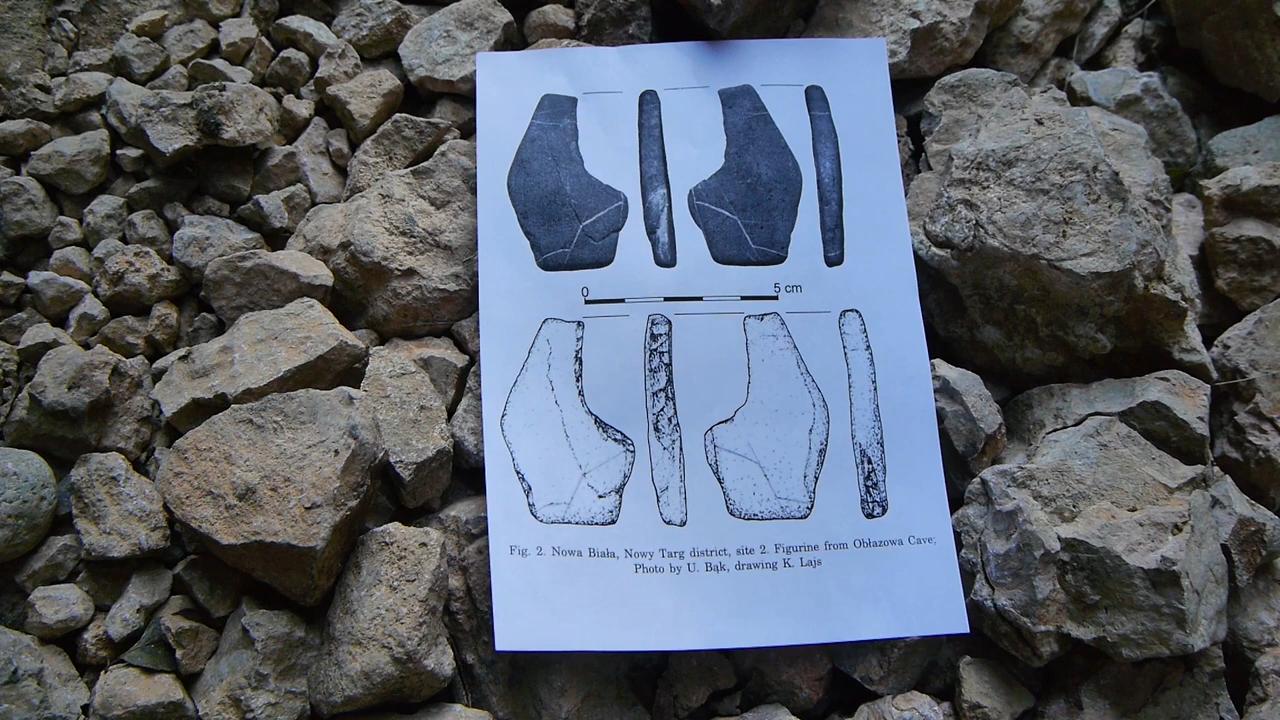 0 5 cm
Fig. 2. Nowa Biała, Nowy Targ district, site 2. Figurine from Obłazowa Cave;
Photo by U. Bąk, drawing K. Lajs